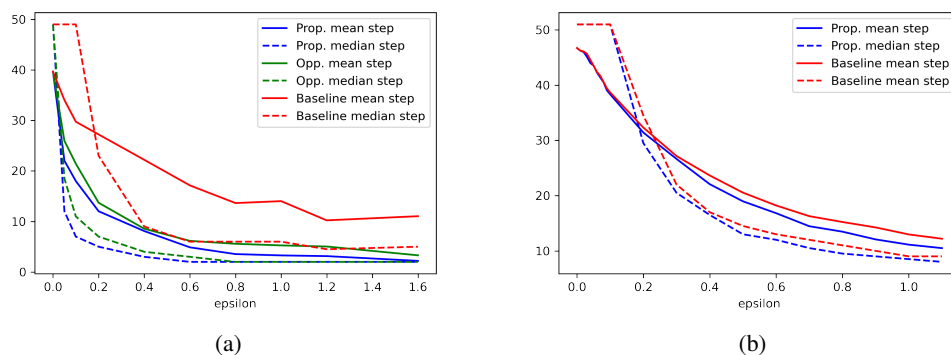 50
40
30
20
10
0
Prop. mean step
Prop. median step
Opp. mean step
Opp. median step
Baseline mean step
Baseline median step
0.0 0.2 0.4 0.6 0.8 1.0 1.2 1.4 1.6
epsilon
(a)
50
40
30
20
10
Prop. mean step
Prop. median step
Baseline mean step
Baseline mean step
0.0 0.2 0.4 0.6 0.8 1.0
epsilon
(b)